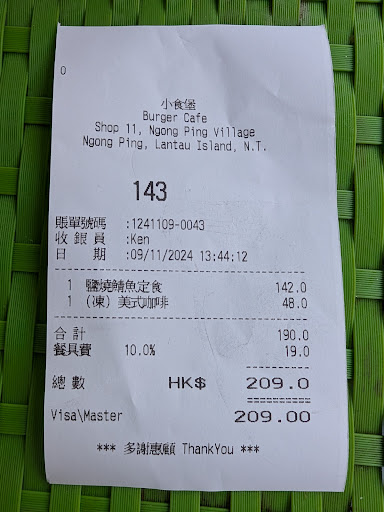 0
小食堡
Burger Cafe
Shop 11, Ngong Ping Village
Ngong Ping, Lantau Island, N.T.
143
賬單號碼 :1241109-0043
收 銀 員 :Ken
日 期 :09/11/2024 13:44:12
1 鹽燒鯖魚定食 142.0
1 （凍）美式咖啡 48.0
合 計 190.0
餐具費 10.0% 19.0
總 數 HK$ 209.0
Visa\Master 209.00
*** 多謝惠顧 ThankYou ***